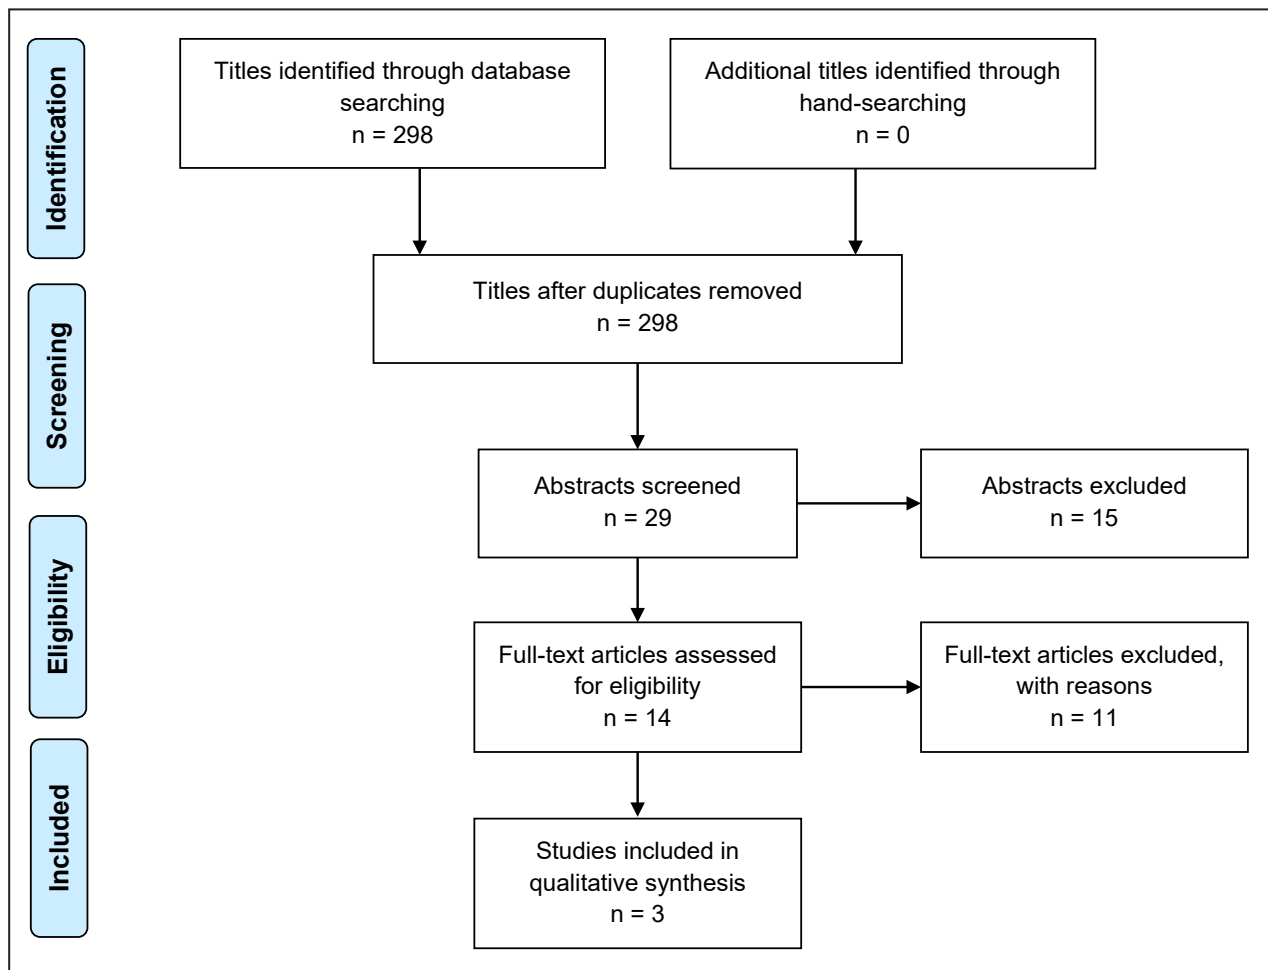 Identification
Titles identified through database
searching
n = 298
Additional titles identified through
hand-searching
n = 0
Titles after duplicates removed
n = 298
Screening
Abstracts screened
n = 29
Abstracts excluded
n = 15
Eligibility
Full-text articles assessed
for eligibility
n = 14
Full-text articles excluded,
with reasons
n = 11
Included
Studies included in
qualitative synthesis
n = 3